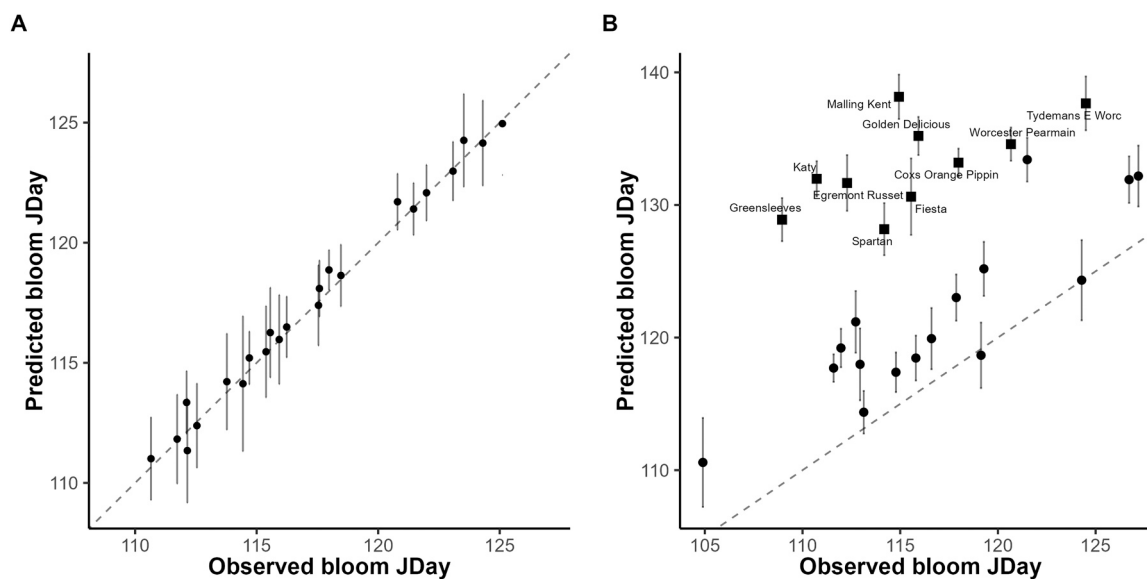 A
B
Predicted bloom JDay
125
120
115
110
110 115 120 125
Observed bloom JDay
Predicted bloom JDay
140
130
120
110
Malling Kent
Tydemans E Worc
Golden Delicious
Worcester Pearmain
Katy
Coxs Orange Pippin
Egremont Russet
Greensleeves
Fiesta
Spartan
105 110 115 120 125
Observed bloom JDay